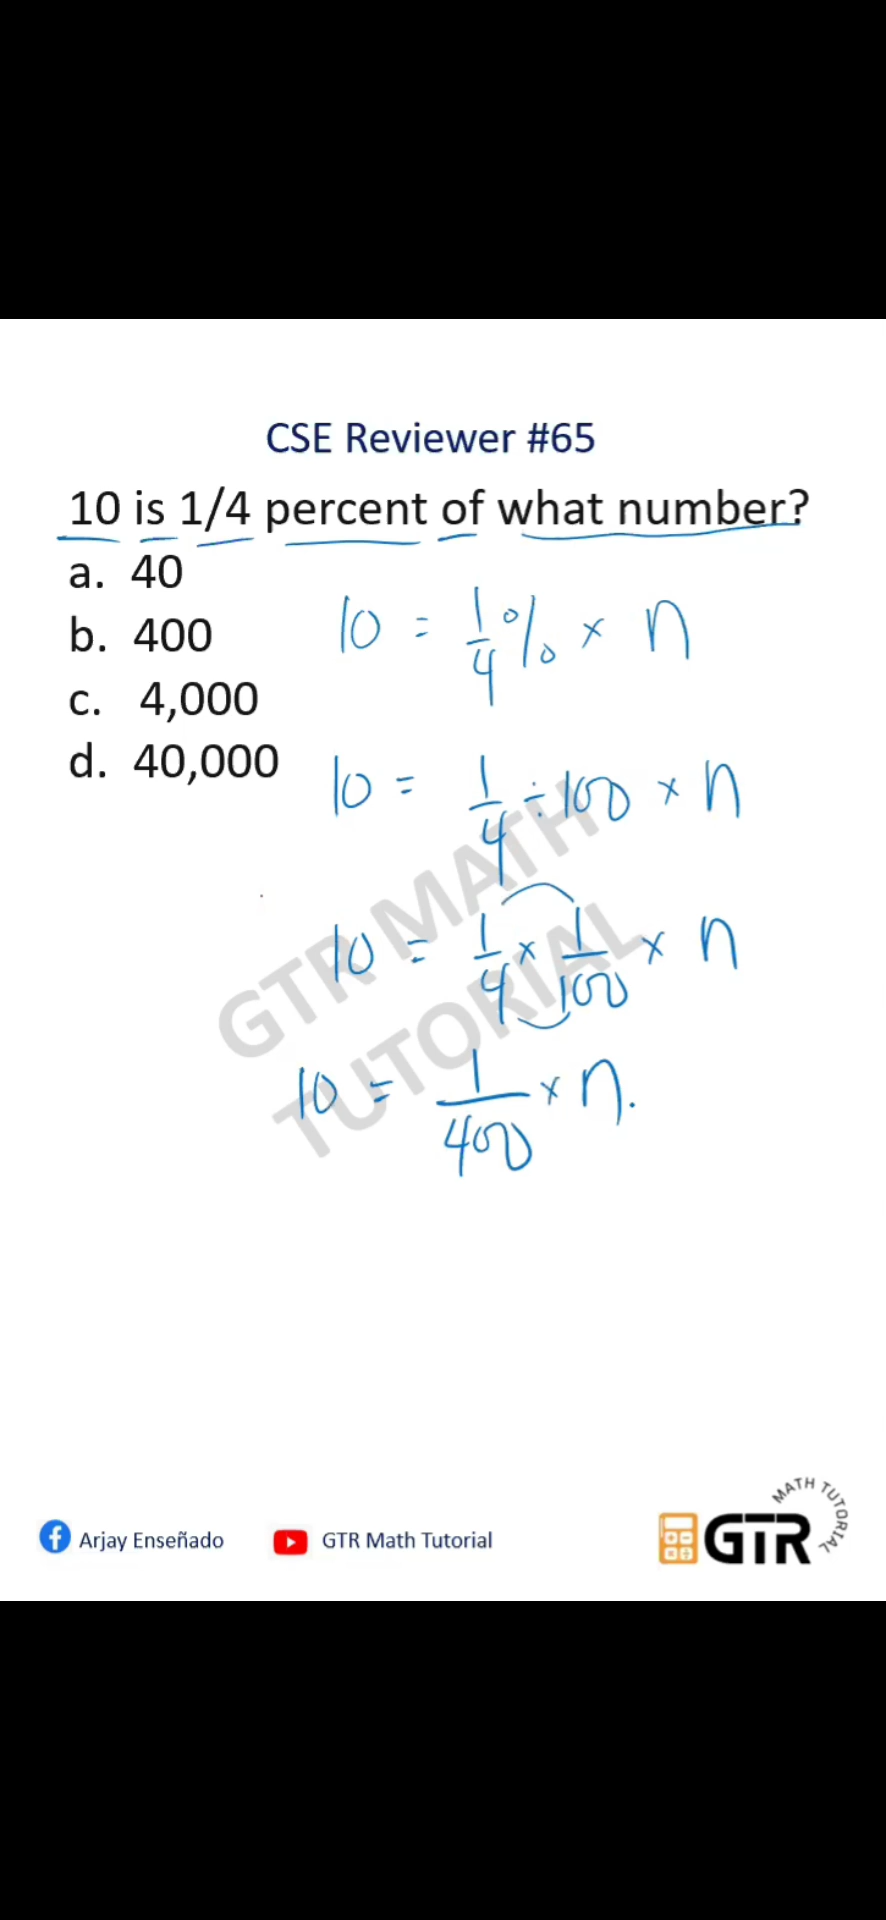 CSE Reviewer #65
10 is 1/4 percent of what number?
a. 40
b. 400
c. 4,000
d. 40,000
10 = 1/4 % × n
10 = 1/4 ÷ 100 × n
10 = 1/4 × 1/100 × n
10 = 1/400 × n.
GTR MATH
TUTORIAL
Arjay Enseñado
GTR Math Tutorial
GTR
MATH TUTORIAL